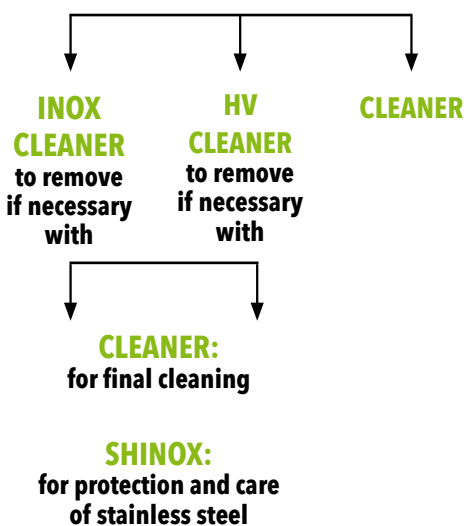 INOX
CLEANER
to remove
if necessary
with
HV
CLEANER
to remove
if necessary
with
CLEANER
CLEANER:
for final cleaning
SHINOX:
for protection and care
of stainless steel